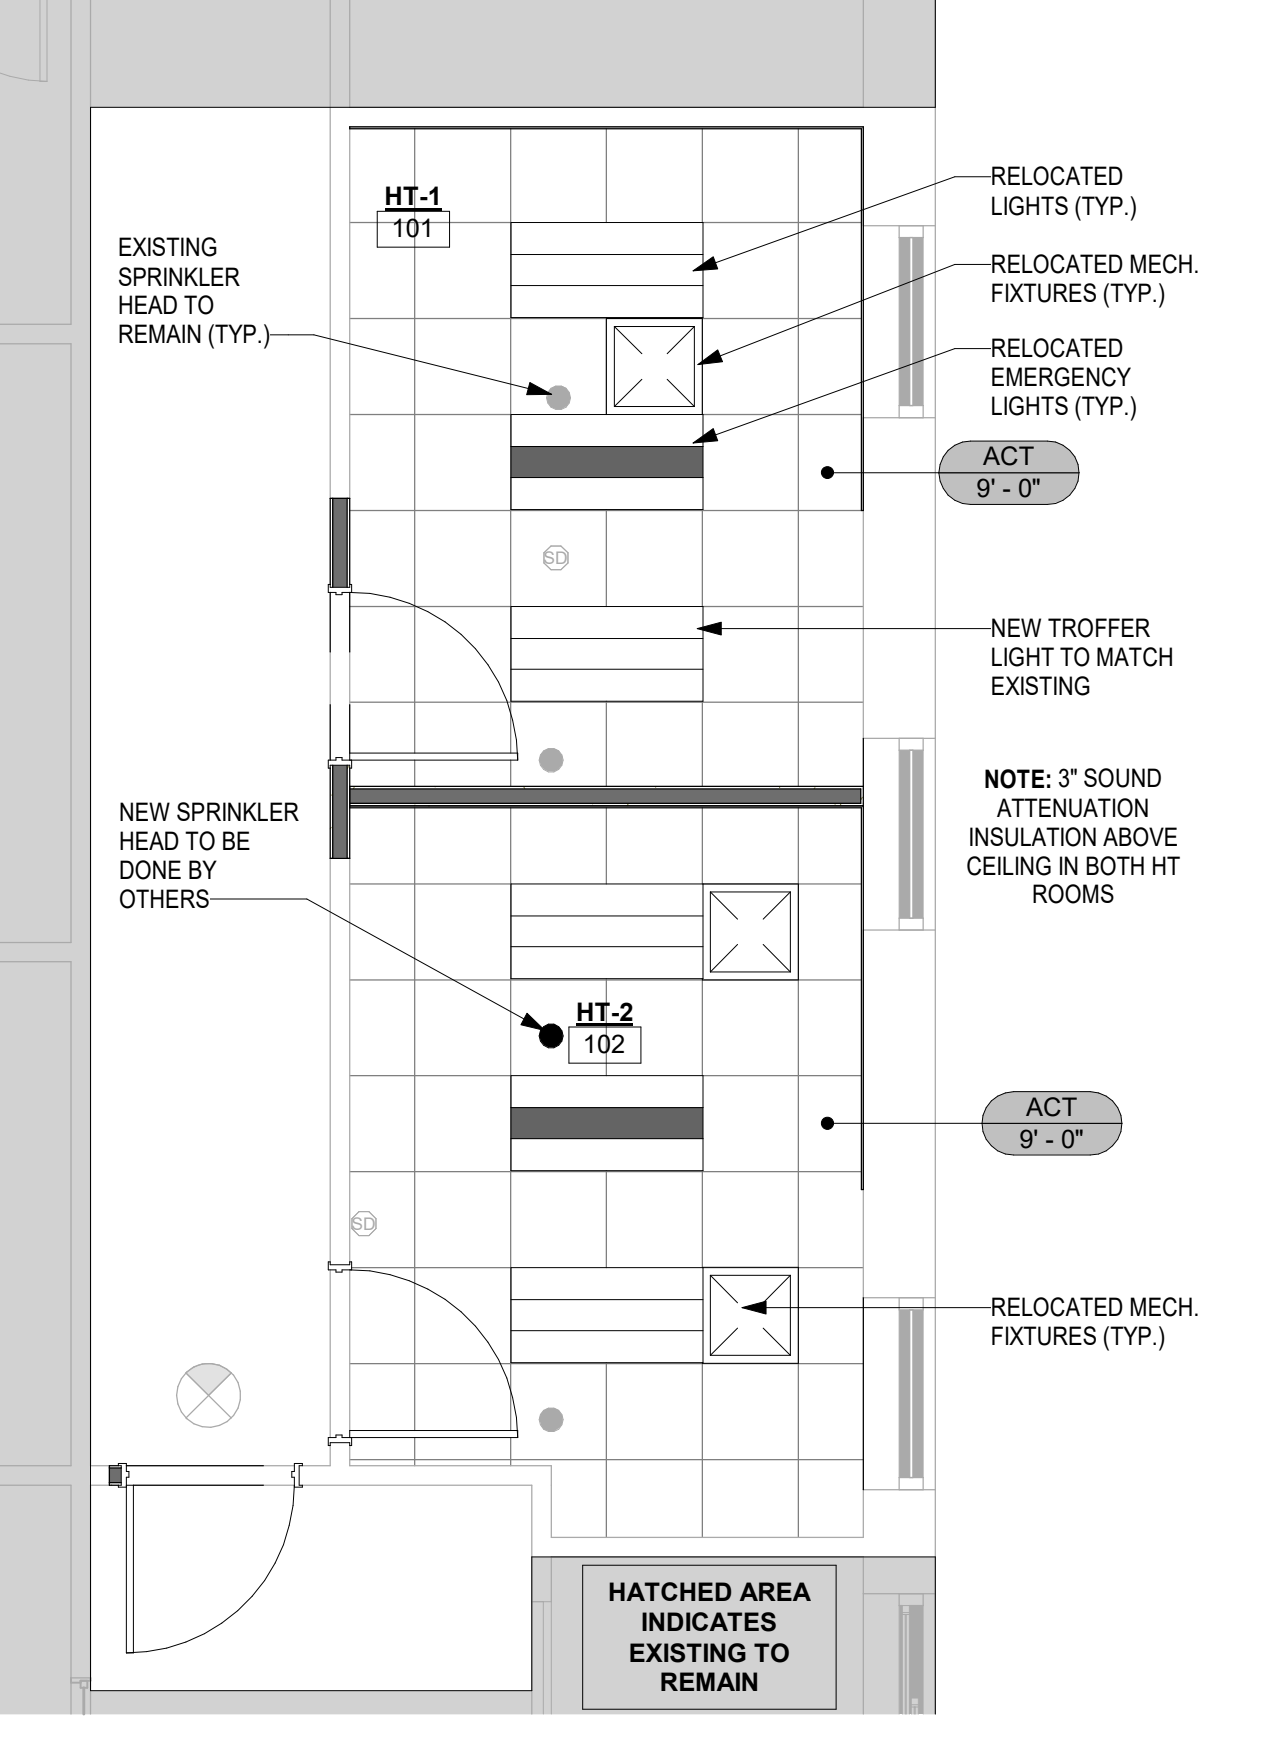 HT-1
101
EXISTING
SPRINKLER
HEAD TO
REMAIN (TYP.)
RELOCATED
LIGHTS (TYP.)
RELOCATED MECH.
FIXTURES (TYP.)
RELOCATED
EMERGENCY
LIGHTS (TYP.)
ACT
9' - 0"
SD
NEW TROFFER
LIGHT TO MATCH
EXISTING
NOTE: 3" SOUND
ATTENUATION
INSULATION ABOVE
CEILING IN BOTH HT
ROOMS
NEW SPRINKLER
HEAD TO BE
DONE BY
OTHERS
HT-2
102
ACT
9' - 0"
SD
RELOCATED MECH.
FIXTURES (TYP.)
HATCHED AREA
INDICATES
EXISTING TO
REMAIN